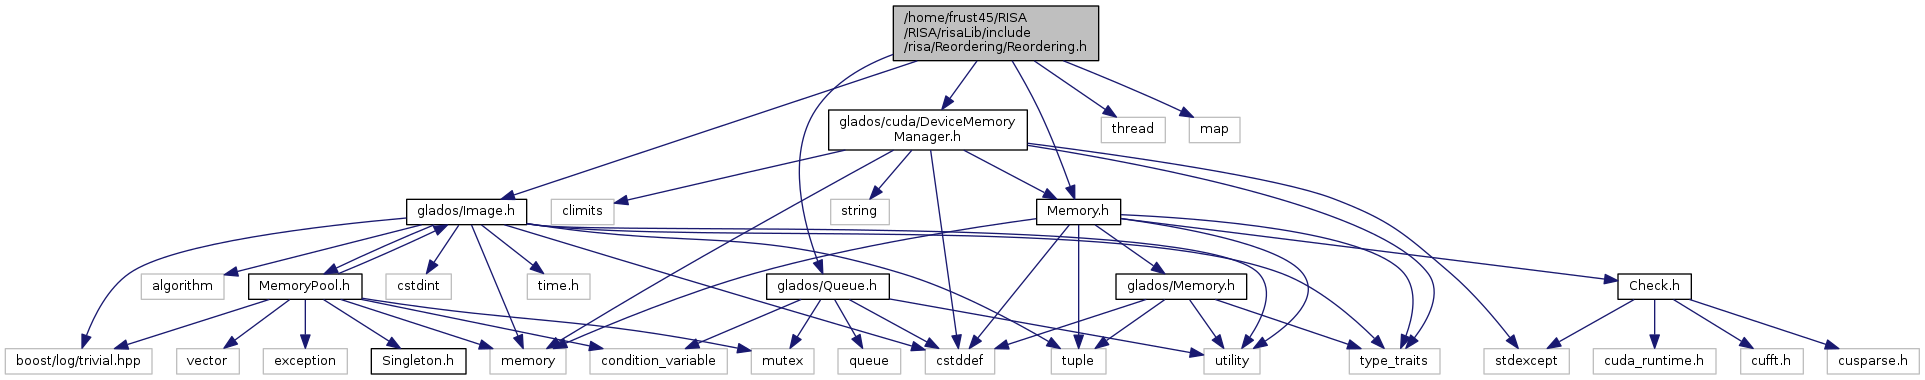 /home/frust45/RISA
/RISA/risaLib/include
/risa/Reordering/Reordering.h
glados/cuda/DeviceMemory
Manager.h
thread
map
glados/Image.h
climits
string
Memory.h
algorithm
MemoryPool.h
cstdint
time.h
glados/Queue.h
glados/Memory.h
Check.h
boost/log/trivial.hpp
vector
exception
Singleton.h
memory
condition_variable
mutex
queue
cstddef
tuple
utility
type_traits
stdexcept
cuda_runtime.h
cufft.h
cusparse.h